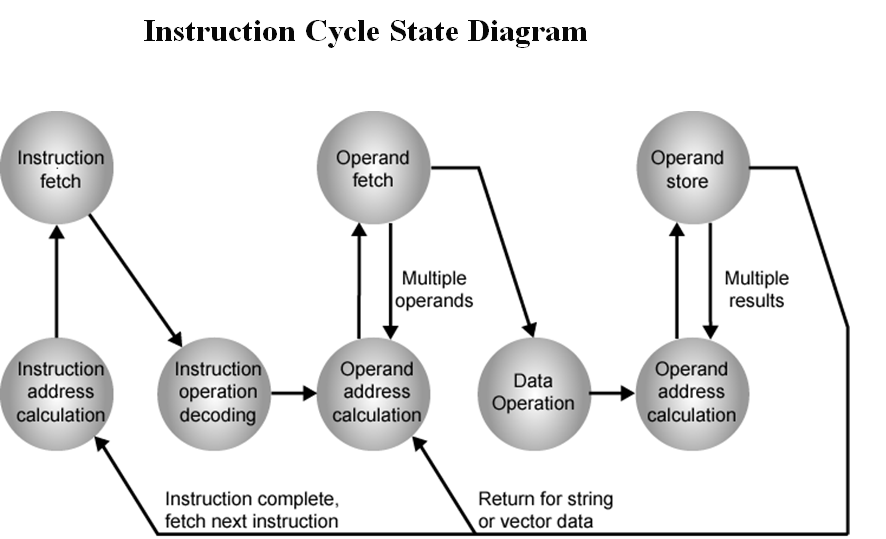 Instruction Cycle State Diagram
Instruction
fetch
Operand
fetch
Operand
store
Multiple
operands
Multiple
results
Instruction
address
calculation
Instruction
operation
decoding
Operand
address
calculation
Data
Operation
Operand
address
calculation
Instruction complete,
fetch next instruction
Return for string
or vector data